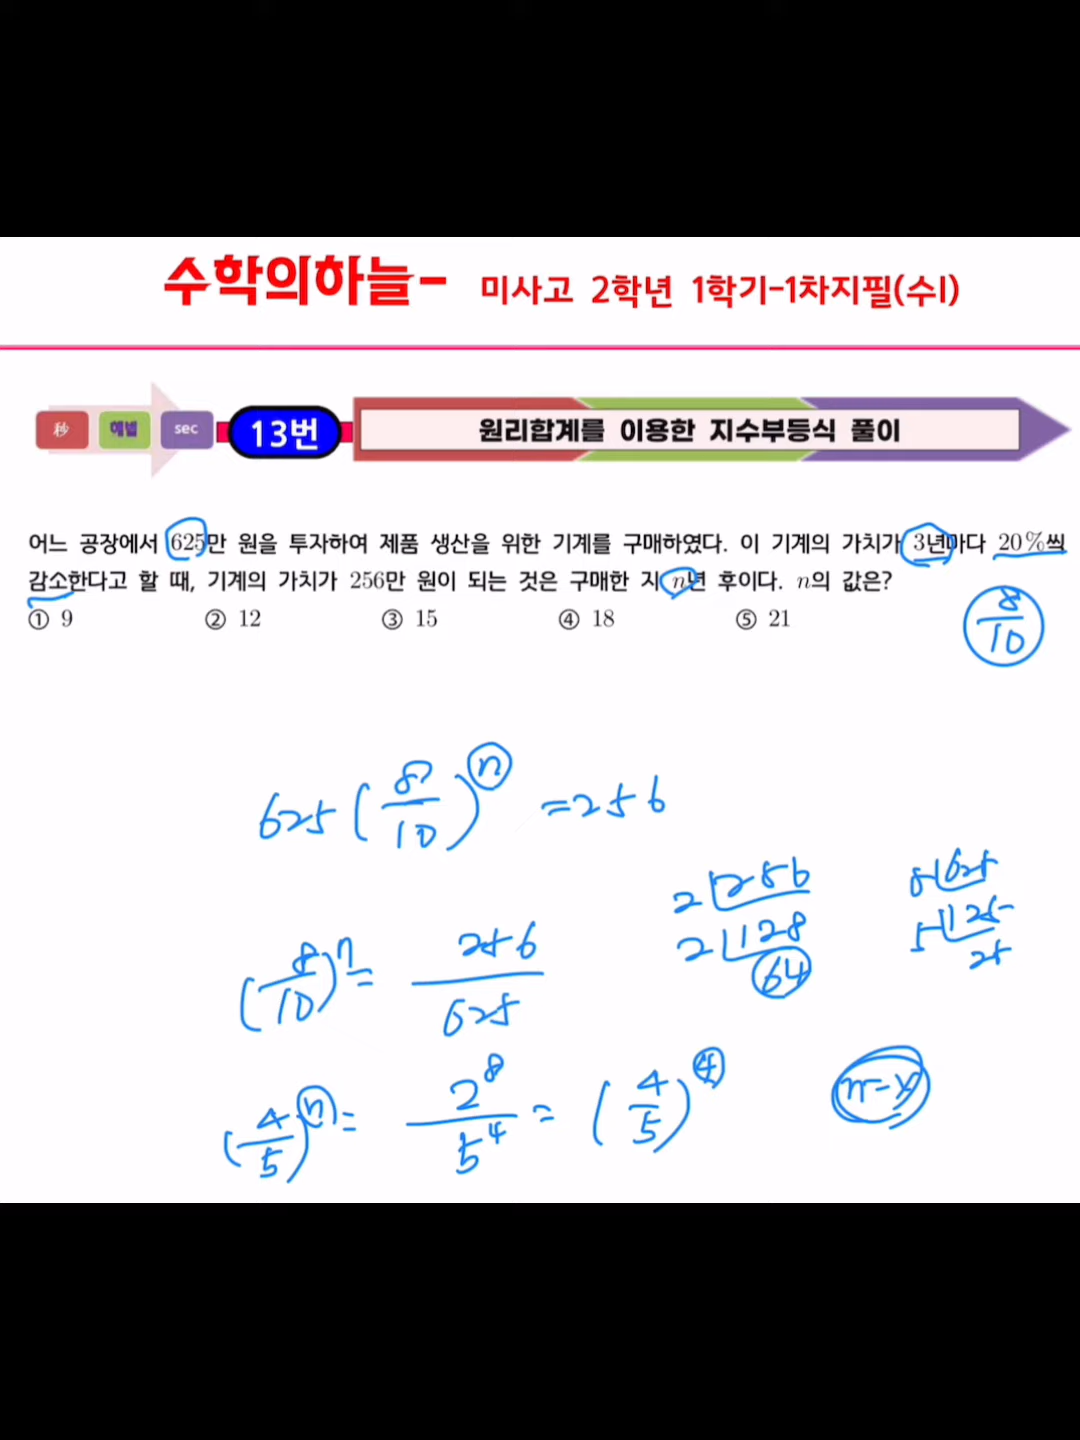 수학의하늘- 미사고 2학년 1학기-1차지필(수Ⅰ)
秒 해법 sec 13번 원리합계를 이용한 지수부등식 풀이
어느 공장에서 625만 원을 투자하여 제품 생산을 위한 기계를 구매하였다. 이 기계의 가치가 3년마다 20%씩
감소한다고 할 때, 기계의 가치가 256만 원이 되는 것은 구매한 지 n년 후이다. n의 값은?
① 9 ② 12 ③ 15 ④ 18 ⑤ 21
8/10
625(8/10)^n =256
2 256 5 625
2 128 5 125
64 25
(8/10)^n = 256/625
(4/5)^n = 2^8/5^4 = (4/5)^4